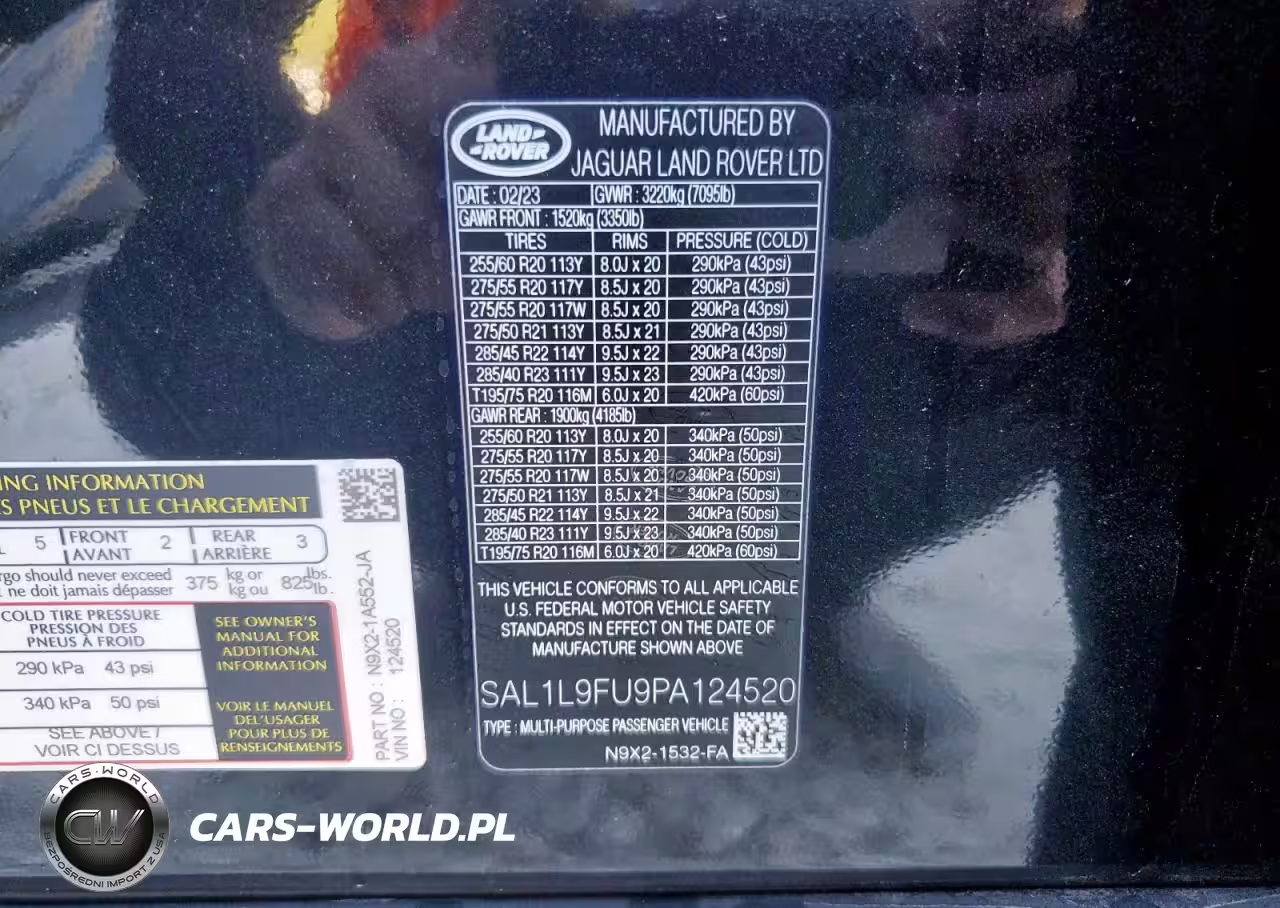 LAND
ROVER
MANUFACTURED BY
JAGUAR LAND ROVER LTD
DATE : 02/23 GVWR : 3220kg (7095lb)
GAWR FRONT : 1520kg (3350lb)
TIRES RIMS PRESSURE (COLD)
255/60 R20 113Y 8.0J x 20 290kPa (43psi)
275/55 R20 117Y 8.5J x 20 290kPa (43psi)
275/55 R20 117W 8.5J x 20 290kPa (43psi)
275/50 R21 113Y 8.5J x 21 290kPa (43psi)
285/45 R22 114Y 9.5J x 22 290kPa (43psi)
285/40 R23 111Y 9.5J x 23 290kPa (43psi)
T195/75 R20 116M 6.0J x 20 420kPa (60psi)
GAWR REAR : 1900kg (4185lb)
255/60 R20 113Y 8.0J x 20 340kPa (50psi)
275/55 R20 117Y 8.5J x 20 340kPa (50psi)
275/55 R20 117W 8.5J x 20 340kPa (50psi)
275/50 R21 113Y 8.5J x 21 340kPa (50psi)
285/45 R22 114Y 9.5J x 22 340kPa (50psi)
285/40 R23 111Y 9.5J x 23 340kPa (50psi)
T195/75 R20 116M 6.0J x 20 420kPa (60psi)
THIS VEHICLE CONFORMS TO ALL APPLICABLE
U.S. FEDERAL MOTOR VEHICLE SAFETY
STANDARDS IN EFFECT ON THE DATE OF
MANUFACTURE SHOWN ABOVE
SAL1L9FU9PA124520
TYPE : MULTI-PURPOSE PASSENGER VEHICLE
N9X2-1532-FA
INFORMATION
PNEUS ET LE CHARGEMENT
5 FRONT 2 REAR 3
AVANT ARRIÈRE
should never exceed 375 kg or 825 lbs.
ne doit jamais dépasser kg ou lb.
COLD TIRE PRESSURE
PRESSION DES
PNEUS À FROID
290 kPa 43 psi
340 kPa 50 psi
SEE ABOVE /
VOIR CI DESSUS
SEE OWNER'S
MANUAL FOR
ADDITIONAL
INFORMATION
VOIR LE MANUEL
DEL'USAGER
POUR PLUS DE
RENSEIGNEMENTS
PART NO : N9X2-1A552-JA
VIN NO : 124520
CARS-WORLD
CW
BEZPOŚREDNI IMPORT Z USA
CARS-WORLD.PL